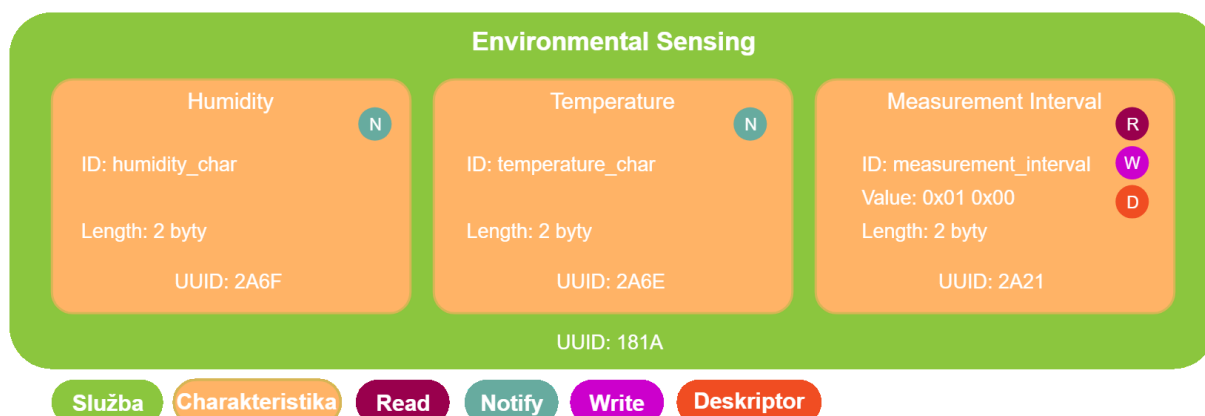 Environmental Sensing
Humidity
N
ID: humidity_char
Length: 2 byty
UUID: 2A6F
Temperature
N
ID: temperature_char
Length: 2 byty
UUID: 2A6E
Measurement Interval
R
ID: measurement_interval
W
Value: 0x01 0x00
D
Length: 2 byty
UUID: 2A21
UUID: 181A
Služba
Charakteristika
Read
Notify
Write
Deskriptor